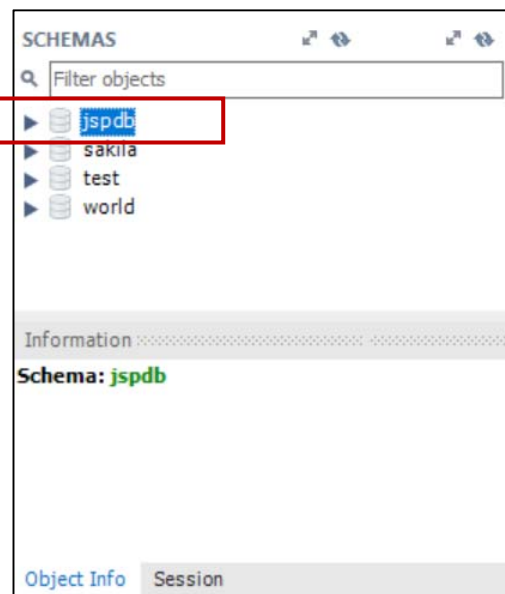 SCHEMAS
Filter objects
jspdb
sakila
test
world
Information
Schema: jspdb
Object Info Session